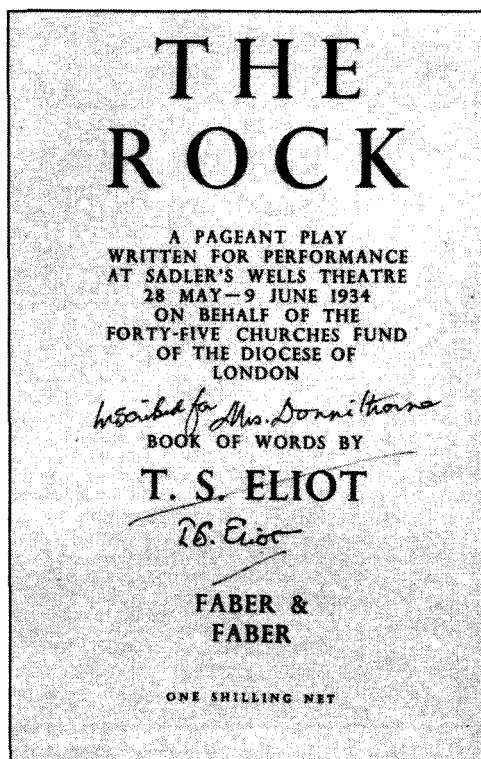 THE
ROCK
A PAGEANT PLAY
WRITTEN FOR PERFORMANCE
AT SADLER'S WELLS THEATRE
28 MAY—9 JUNE 1934
ON BEHALF OF THE
FORTY-FIVE CHURCHES FUND
OF THE DIOCESE OF
LONDON
Inscribed for Mrs. Donnithorne
BOOK OF WORDS BY
T. S. ELIOT
T.S. Eliot
FABER &
FABER
ONE SHILLING NET